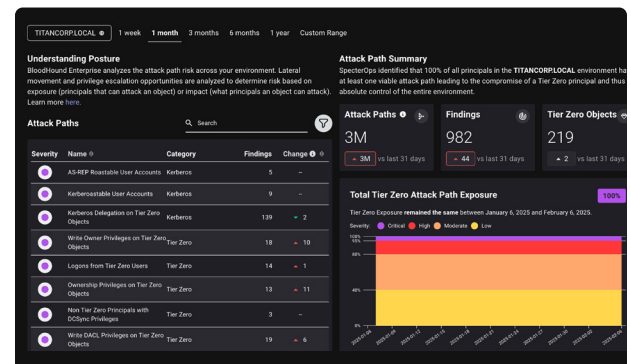 TITANCORP.LOCAL
1 week
1 month
3 months
6 months
1 year
Custom Range
Understanding Posture
BloodHound Enterprise analyzes the attack path risk across your environment. Lateral
movement and privilege escalation opportunities are analyzed to determine risk based on
exposure (principals that can attack an object) or impact (what principals an object can attack).
Learn more here.
Attack Paths
Search
Severity Name Category Findings Change
AS-REP Roastable User Accounts Kerberos 5 –
Kerberoastable User Accounts Kerberos 9 –
Kerberos Delegation on Tier Zero
Objects
Kerberos 139 2
Write Owner Privileges on Tier Zero
Objects
Tier Zero 18 10
Logons from Tier Zero Users Tier Zero 14 1
Ownership Privileges on Tier Zero
Objects
Tier Zero 13 11
Non Tier Zero Principals with
DCSync Privileges
Tier Zero 3 –
Write DACL Privileges on Tier Zero
Objects
Tier Zero 19 6
Attack Path Summary
SpecterOps identified that 100% of all principals in the TITANCORP.LOCAL environment ha
at least one viable attack path leading to the compromise of a Tier Zero principal and thus
absolute control of the entire environment.
Attack Paths
3M
3M vs last 31 days
Findings
982
44 vs last 31 days
Tier Zero Objects
219
2 vs last 31 days
Total Tier Zero Attack Path Exposure
100%
Tier Zero Exposure remained the same between January 6, 2025 and February 6, 2025.
Severity: Critical High Moderate Low
100%
95%
80%
40%
0%